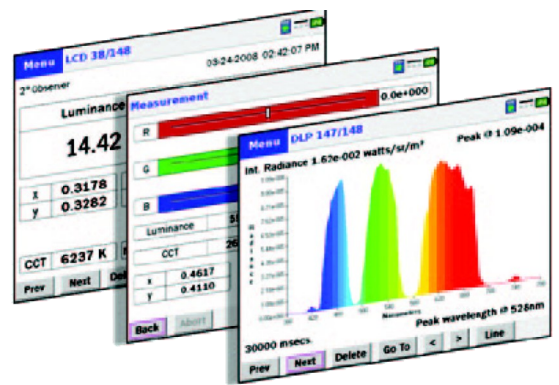 Menu LCD 38/148
03-24-2008 02:42:07 PM
2° Observer
Luminance
14.42
x 0.3178
y 0.3282
CCT 6237 K
Prev Next
Measurement
0.0e+000
R
G
B
Luminance
CCT
x 0.4617
y 0.4110
Back Abort
Menu DLP 147/148
Int. Radiance 1.62e-002 watts/sr/m² Peak @ 1.09e-004
Nanometers
Peak wavelength @ 526nm
30000 msecs
Prev Next Delete Go To < > Line